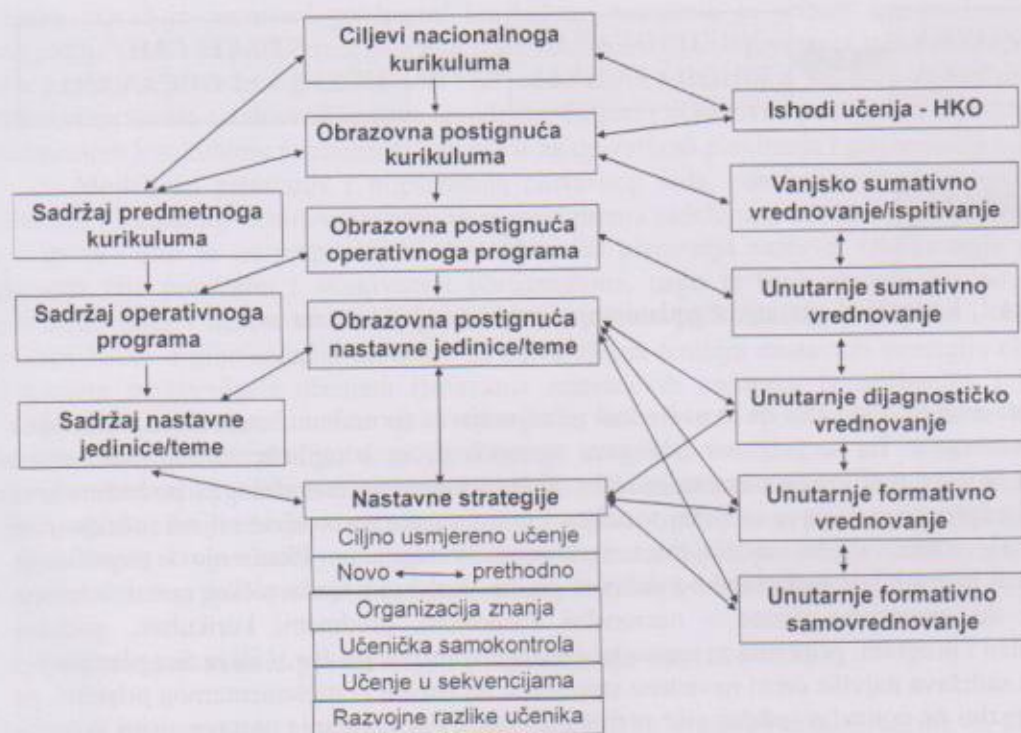 Ciljevi nacionalnoga
kurikuluma
Ishodi učenja - HKO
Obrazovna postignuća
kurikuluma
Vanjsko sumativno
vrednovanje/ispitivanje
Sadržaj predmetnoga
kurikuluma
Obrazovna postignuća
operativnoga programa
Unutarnje sumativno
vrednovanje
Sadržaj operativnoga
programa
Obrazovna postignuća
nastavne jedinice/teme
Unutarnje dijagnostičko
vrednovanje
Sadržaj nastavne
jedinice/teme
Nastavne strategije
Unutarnje formativno
vrednovanje
Ciljno usmjereno učenje
Novo prethodno
Organizacija znanja
Unutarnje formativno
samovrednovanje
Učenička samokontrola
Učenje u sekvencijama
Razvojne razlike učenika